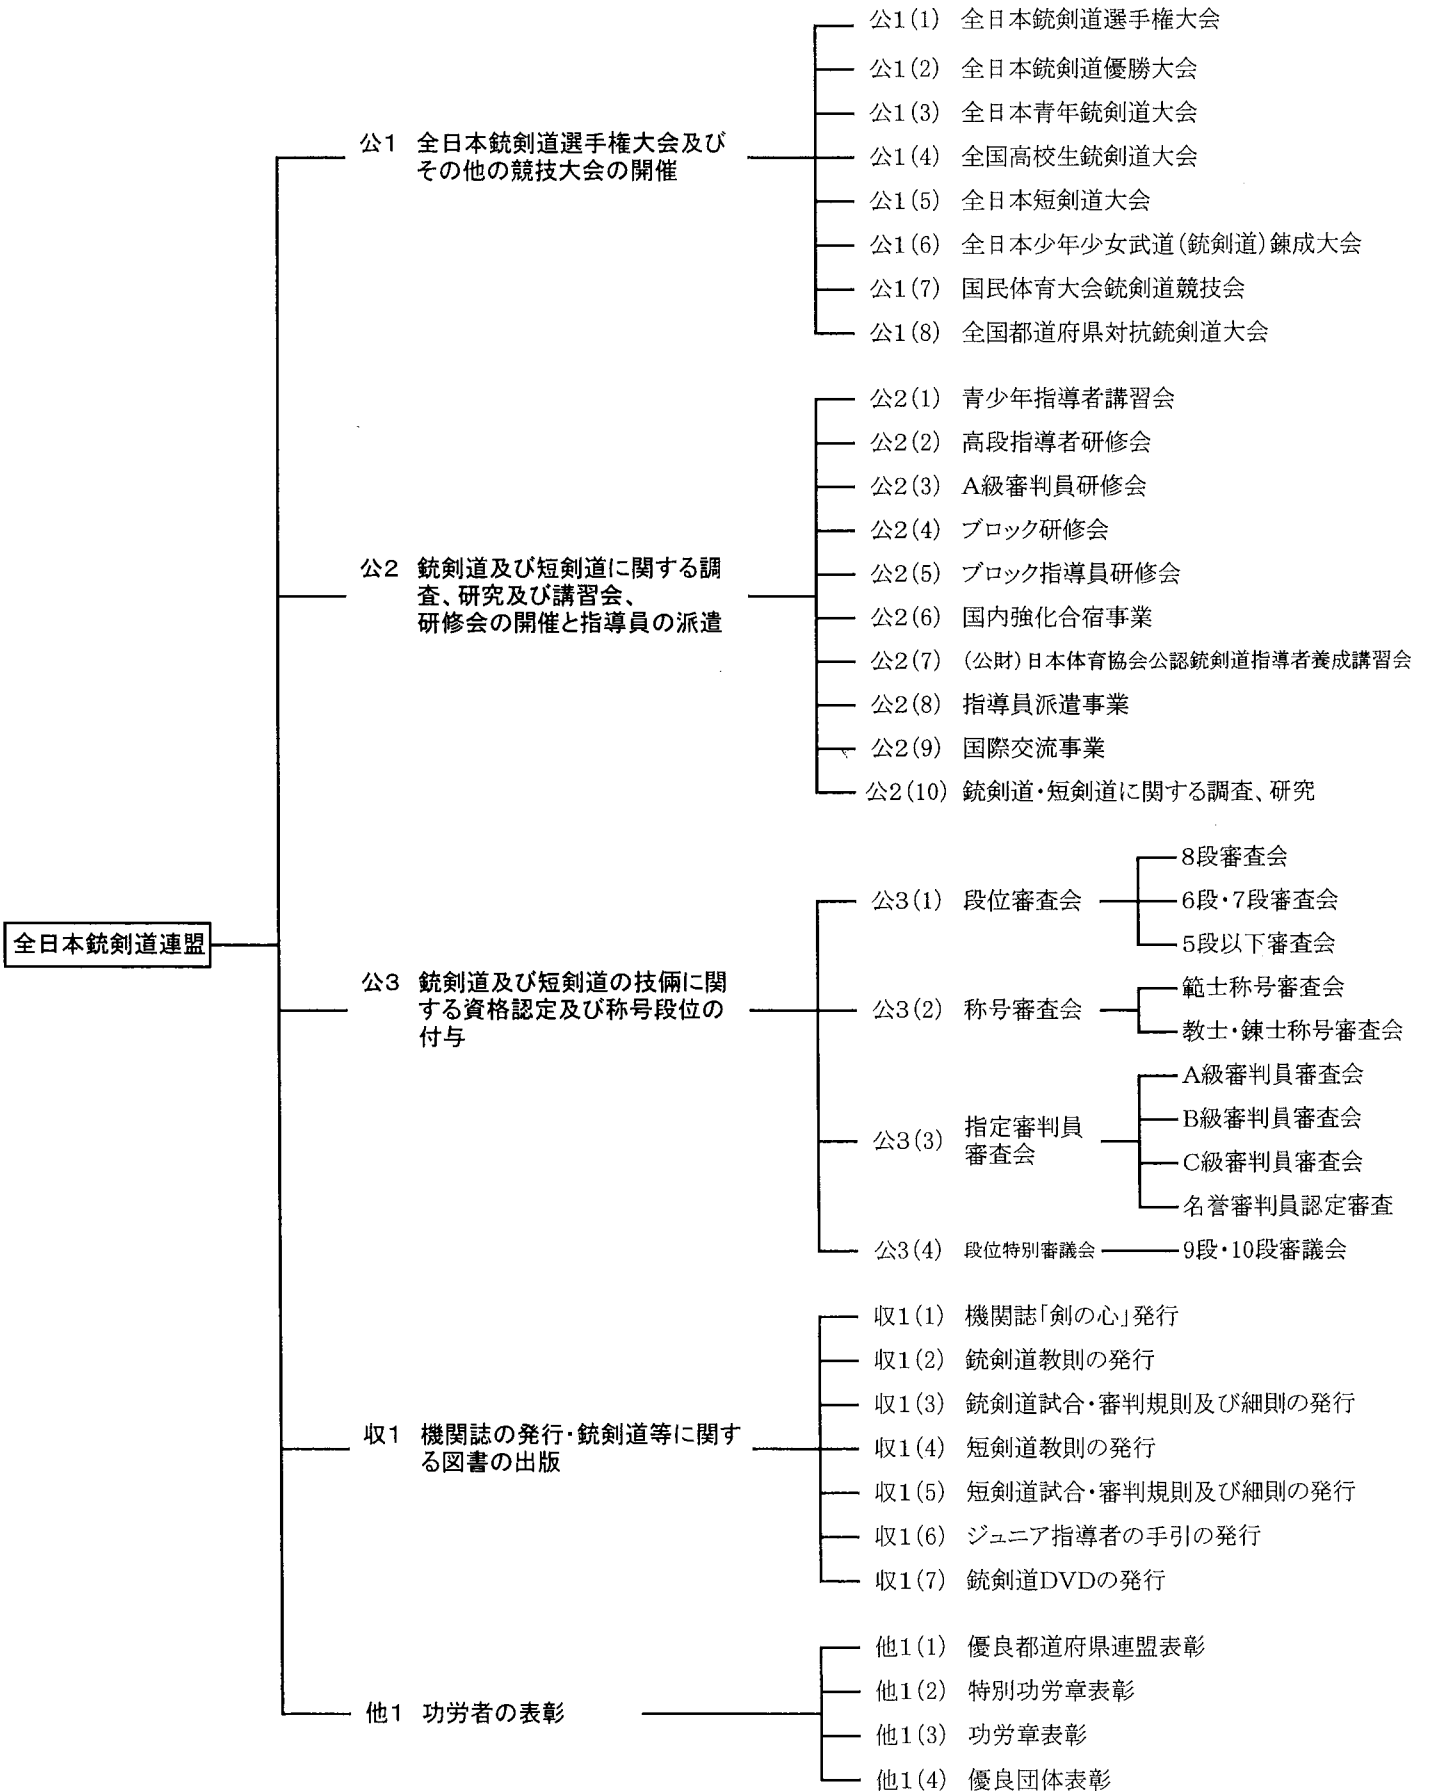 全日本銃剣道連盟
公1 全日本銃剣道選手権大会及び
その他の競技大会の開催
公1(1) 全日本銃剣道選手権大会
公1(2) 全日本銃剣道優勝大会
公1(3) 全日本青年銃剣道大会
公1(4) 全国高校生銃剣道大会
公1(5) 全日本短剣道大会
公1(6) 全日本少年少女武道(銃剣道)錬成大会
公1(7) 国民体育大会銃剣道競技会
公1(8) 全国都道府県対抗銃剣道大会
公2 銃剣道及び短剣道に関する調
査、研究及び講習会、
研修会の開催と指導員の派遣
公2(1) 青少年指導者講習会
公2(2) 高段指導者研修会
公2(3) A級審判員研修会
公2(4) ブロック研修会
公2(5) ブロック指導員研修会
公2(6) 国内強化合宿事業
公2(7) (公財)日本体育協会公認銃剣道指導者養成講習会
公2(8) 指導員派遣事業
公2(9) 国際交流事業
公2(10) 銃剣道・短剣道に関する調査、研究
公3 銃剣道及び短剣道の技倆に関
する資格認定及び称号段位の
付与
公3(1) 段位審査会
8段審査会
6段・7段審査会
5段以下審査会
公3(2) 称号審査会
範士称号審査会
教士・錬士称号審査会
公3(3) 指定審判員
審査会
A級審判員審査会
B級審判員審査会
C級審判員審査会
名誉審判員認定審査
公3(4) 段位特別審議会
9段・10段審議会
収1 機関誌の発行・銃剣道等に関す
る図書の出版
収1(1) 機関誌「剣の心」発行
収1(2) 銃剣道教則の発行
収1(3) 銃剣道試合・審判規則及び細則の発行
収1(4) 短剣道教則の発行
収1(5) 短剣道試合・審判規則及び細則の発行
収1(6) ジュニア指導者の手引の発行
収1(7) 銃剣道DVDの発行
他1 功労者の表彰
他1(1) 優良都道府県連盟表彰
他1(2) 特別功労章表彰
他1(3) 功労章表彰
他1(4) 優良団体表彰